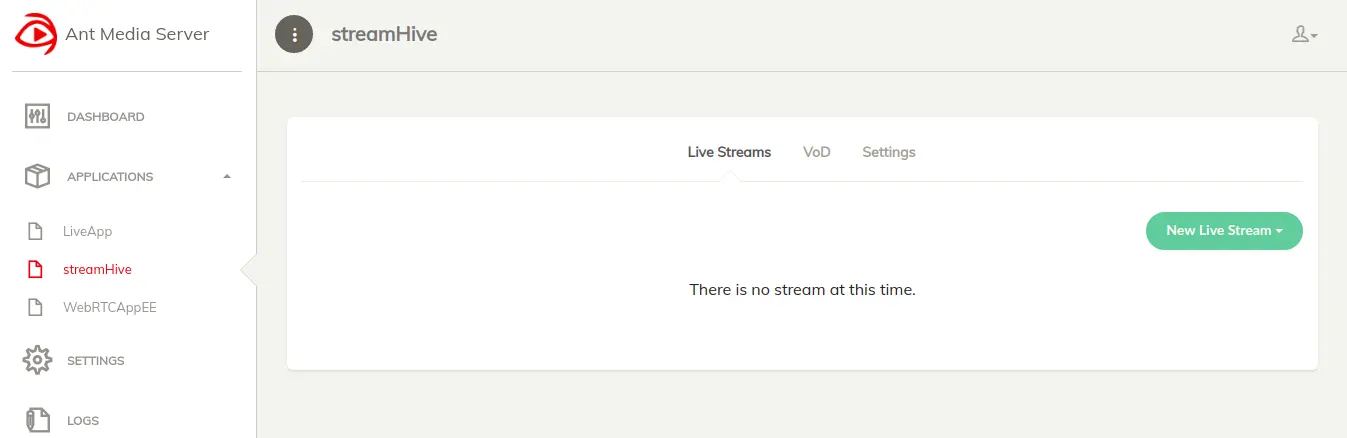 Ant Media Server
streamHive
DASHBOARD
APPLICATIONS
LiveApp
streamHive
WebRTCAppEE
SETTINGS
LOGS
Live Streams VoD Settings
New Live Stream
There is no stream at this time.